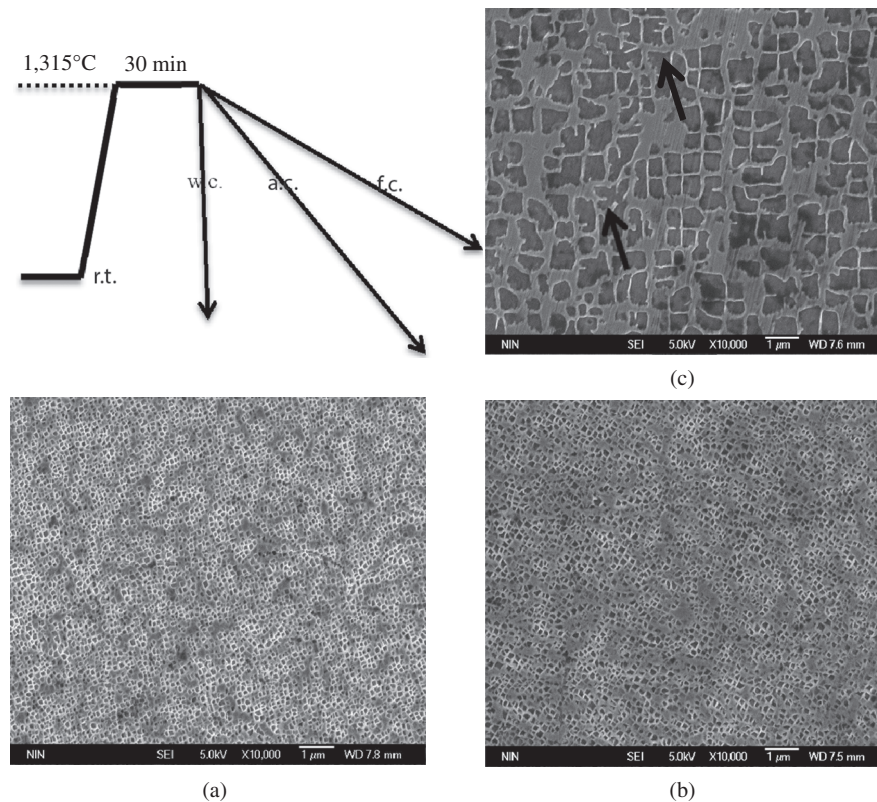 1,315°C 30 min
w.c. a.c. f.c.
r.t.
NIN SEI 5.0kV X10,000 1 µm WD 7.6 mm
(c)
NIN SEI 5.0kV X10,000 1 µm WD 7.8 mm
(a)
NIN SEI 5.0kV X10,000 1 µm WD 7.5 mm
(b)